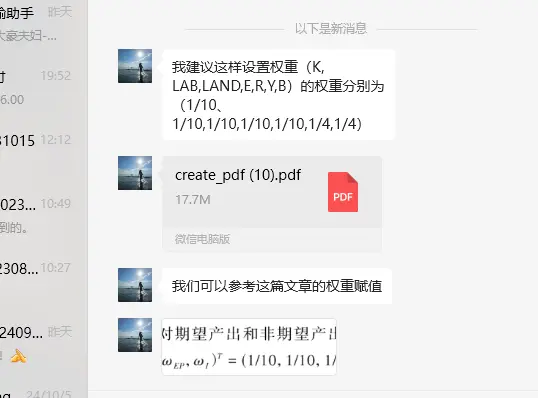 俞助手 昨天
大豪夫妇-...
讨 19:52
6.00
31015 12:12
023... 10:49
到的。
2308... 10:27
2409... 昨天
24/10/5
以下是新消息
我建议这样设置权重（K,
LAB,LAND,E,R,Y,B）的权重分别为
（1/10、
1/10,1/10,1/10,1/10,1/4,1/4）
create_pdf (10).pdf
17.7M
PDF
微信电脑版
我们可以参考这篇文章的权重赋值
对期望产出和非期望产出
ω_EP, ω_f )^T = (1/10, 1/10, 1/